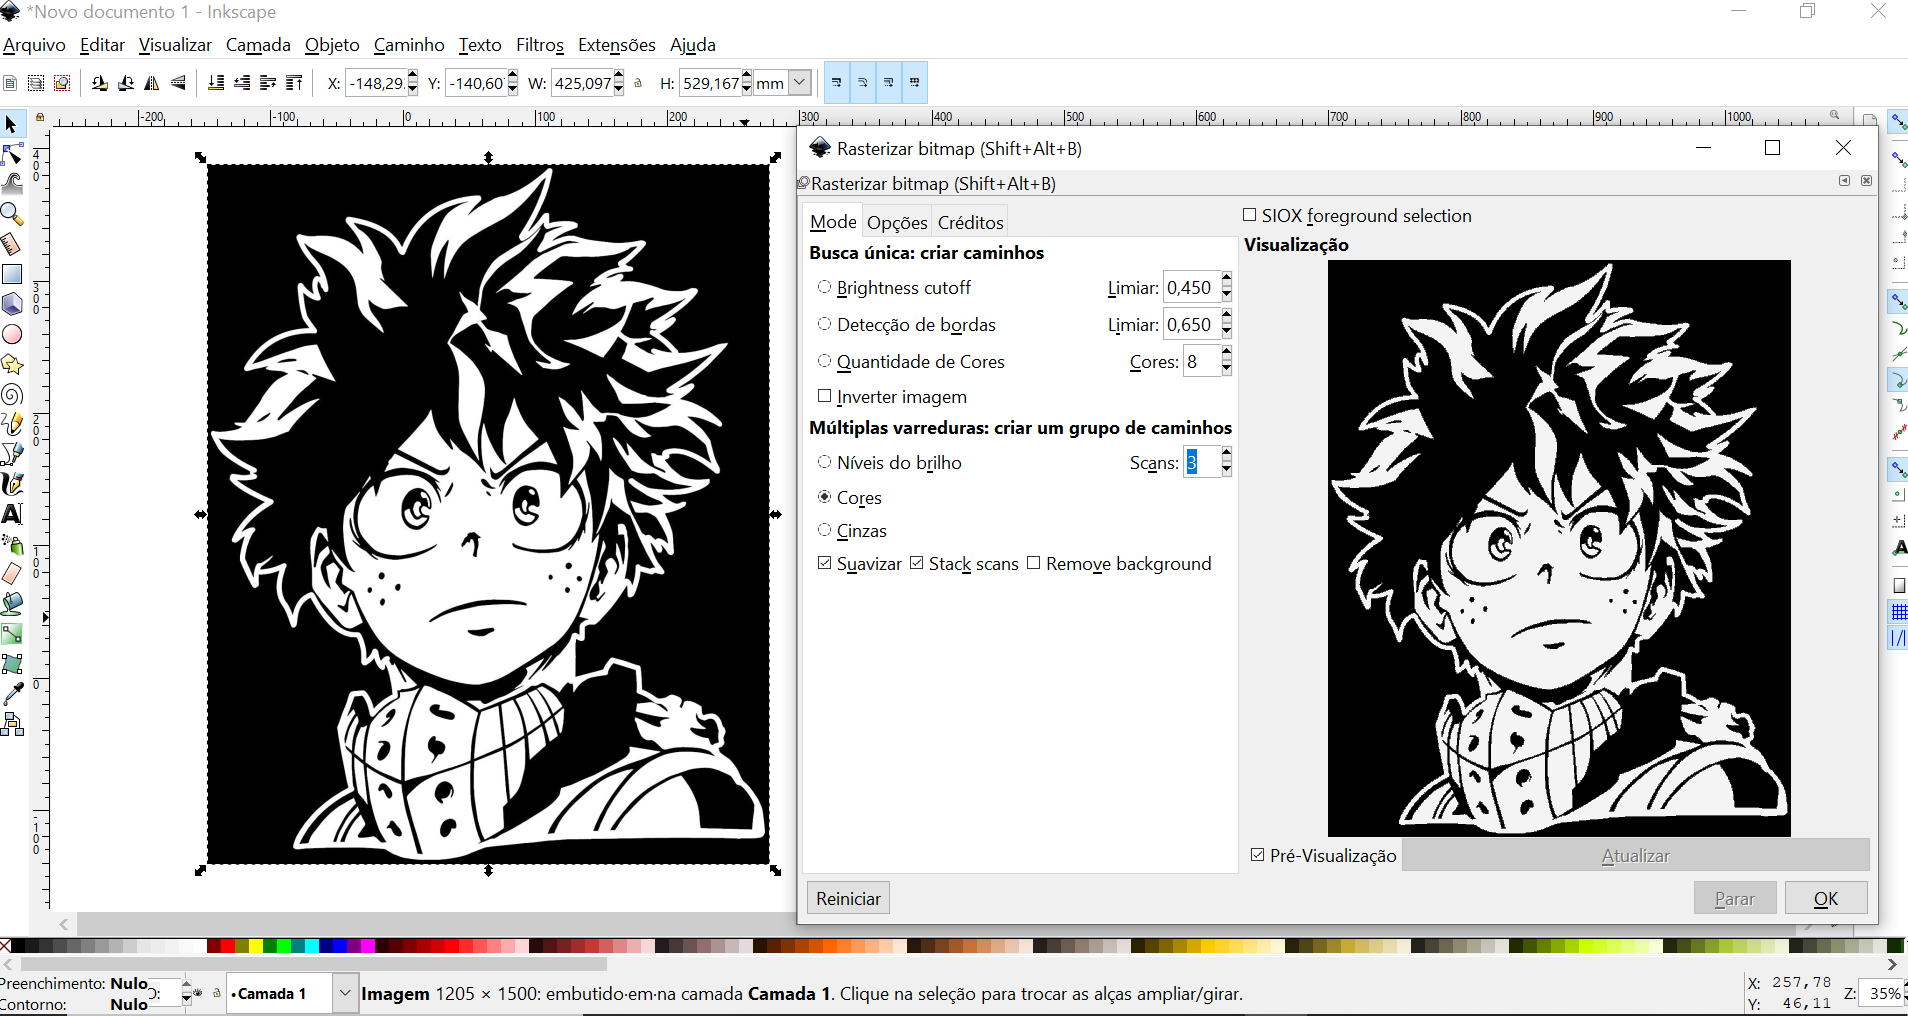 *Novo documento 1 - Inkscape
Arquivo Editar Visualizar Camada Objeto Caminho Texto Filtros Extensões Ajuda
X: -148,29 Y: -140,60 W: 425,097 H: 529,167 mm
-200 -100 0 100 200 300 400 500 600 700 800 900 1000
400
300
200
100
0
-100
Rasterizar bitmap (Shift+Alt+B)
Rasterizar bitmap (Shift+Alt+B)
Mode Opções Créditos
SIOX foreground selection
Visualização
Busca única: criar caminhos
Brightness cutoff Limiar: 0,450
Detecção de bordas Limiar: 0,650
Quantidade de Cores Cores: 8
Inverter imagem
Múltiplas varreduras: criar um grupo de caminhos
Níveis do brilho Scans: 3
Cores
Cinzas
Suavizar Stack scans Remove background
Pré-Visualização Atualizar
Reiniciar Parar OK
Preenchimento: Nulo
Contorno: Nulo
•Camada 1
Imagem 1205 × 1500: embutido em na camada Camada 1. Clique na seleção para trocar as alças ampliar/girar.
X: 257,78
Y: 46,11
Z: 35%